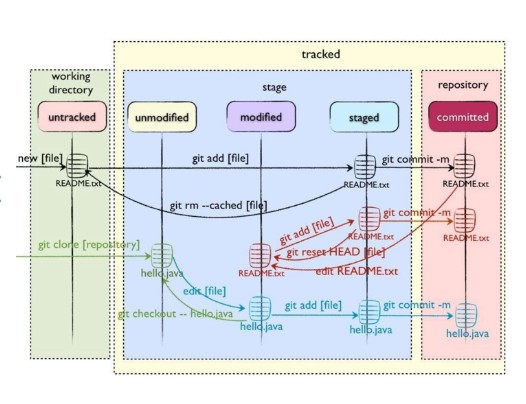 tracked
working
directory
stage
repository
untracked
unmodified
modified
staged
committed
new [file]
git add [file]
git commit -m
README.txt
README.txt
README.txt
git rm --cached [file]
git add [file]
git commit -m
README.txt
README.txt
git clone [repository]
git reset HEAD [file]
hello.java
README.txt
edit README.txt
edit [file]
git add [file]
git commit -m
git checkout -- hello.java
hello.java
hello.java
hello.java